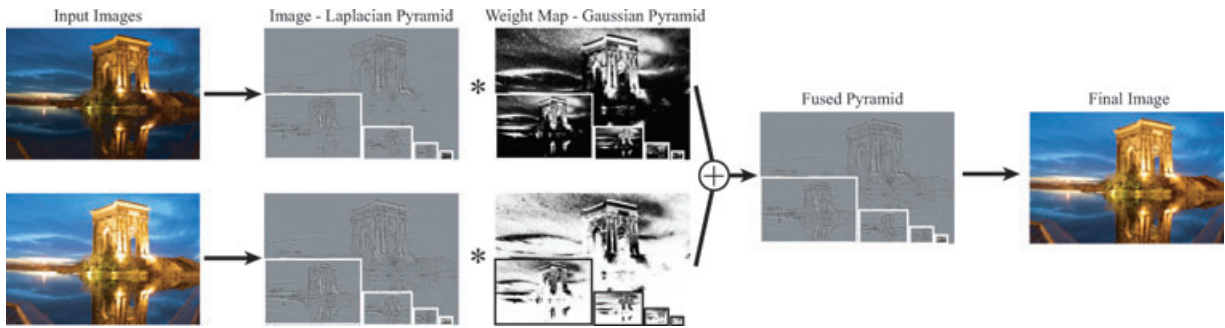 Input Images
Image - Laplacian Pyramid
Weight Map - Gaussian Pyramid
Fused Pyramid
Final Image